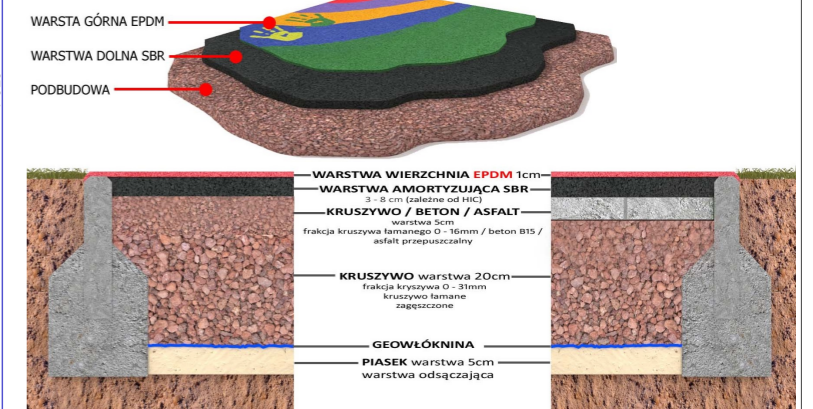 WARSTA GÓRNA EPDM
WARSTWA DOLNA SBR
PODBUDOWA
WARSTWA WIERZCHNIA EPDM 1cm
WARSTWA AMORTYZUJĄCA SBR
3 - 8 cm (zależne od HIC)
KRUSZYWO / BETON / ASFALT
warstwa 5cm
frakcja kruszywa łamanego 0 - 16mm / beton B15 /
asfalt przepuszczalny
KRUSZYWO warstwa 20cm
frakcja kryszywa 0 - 31mm
kruszywo łamane
zagęszczone
GEOWŁÓKNINA
PIASEK warstwa 5cm
warstwa odsączająca